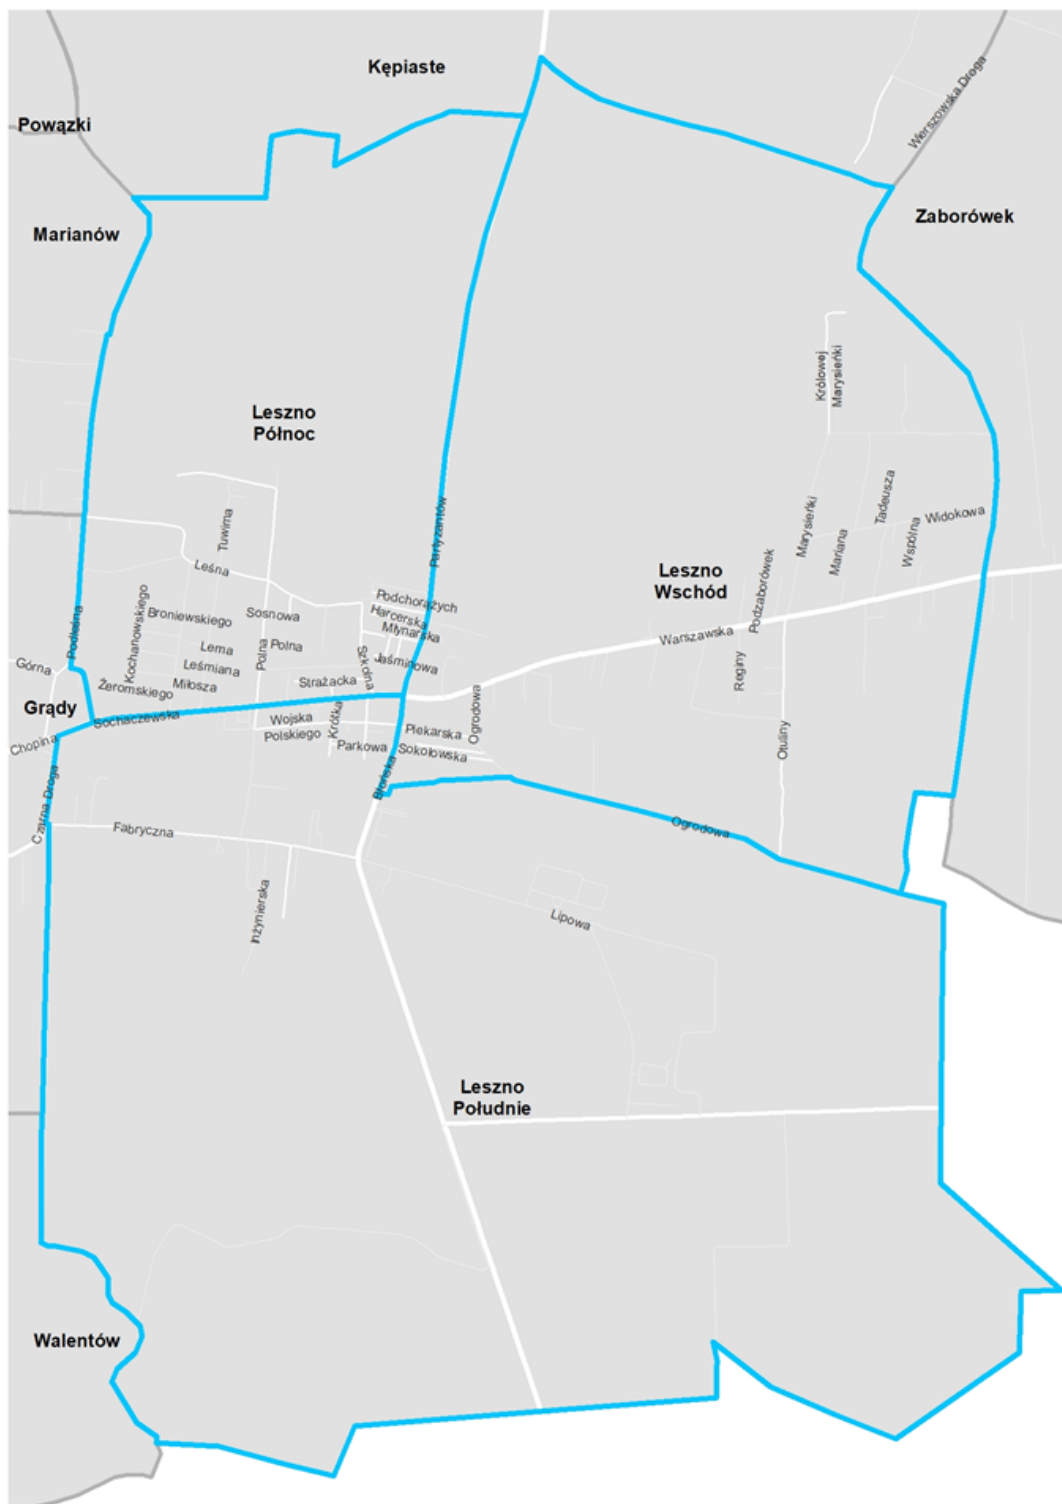 Kępiaste
Wierszowska Droga
Powązki
Marianów
Zaborówek
Królowej
Marysieńki
Leszno
Północ
Partyzantów
Tuwima
Leśna
Marysieńki
Mariana
Tadeusza
Wspólna
Widokowa
Leszno
Wschód
Podzaborówek
Reginy
Warszawska
Otuliny
Podchorążych
Harcerska
Młynarska
Jaśminowa
Podleśna
Kochanowskiego
Broniewskiego
Sosnowa
Lema
Polna
Polna
Leśmiana
Miłosza
Żeromskiego
Szkolna
Strażacka
Górna
Grądy
Sochaczewska
Chopina
Czarna Droga
Wojska
Polskiego
Krótka
Parkowa
Piekarska
Sokołowska
Ogrodowa
Błońska
Ogrodowa
Fabryczna
Inżynierska
Lipowa
Leszno
Południe
Walentów